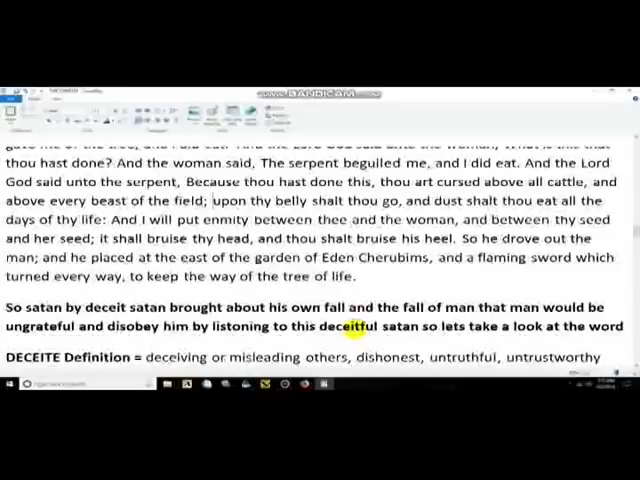 BANDICAM
thou hast done? And the woman said, The serpent beguiled me, and I did eat. And the Lord
God said unto the serpent, Because thou hast done this, thou art cursed above all cattle, and
above every beast of the field; upon thy belly shalt thou go, and dust shalt thou eat all the
days of thy life: And I will put enmity between thee and the woman, and between thy seed
and her seed; it shall bruise thy head, and thou shalt bruise his heel. So he drove out the
man; and he placed at the east of the garden of Eden Cherubims, and a flaming sword which
turned every way, to keep the way of the tree of life.
So satan by deceit satan brought about his own fall and the fall of man that man would be
ungrateful and disobey him by listoning to this deceitful satan so lets take a look at the word
DECEITE Definition = deceiving or misleading others, dishonest, untruthful, untrustworthy